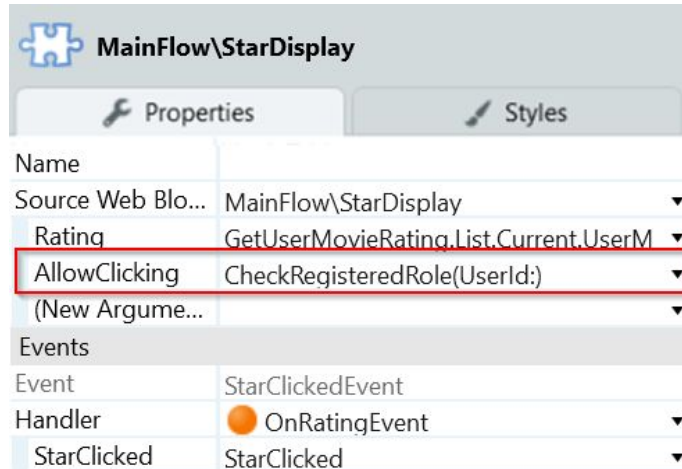 MainFlow\StarDisplay
Properties Styles
Name
Source Web Blo... MainFlow\StarDisplay
Rating GetUserMovieRating.List.Current.UserM
AllowClicking CheckRegisteredRole(UserId:)
(New Argume...
Events
Event StarClickedEvent
Handler OnRatingEvent
StarClicked StarClicked